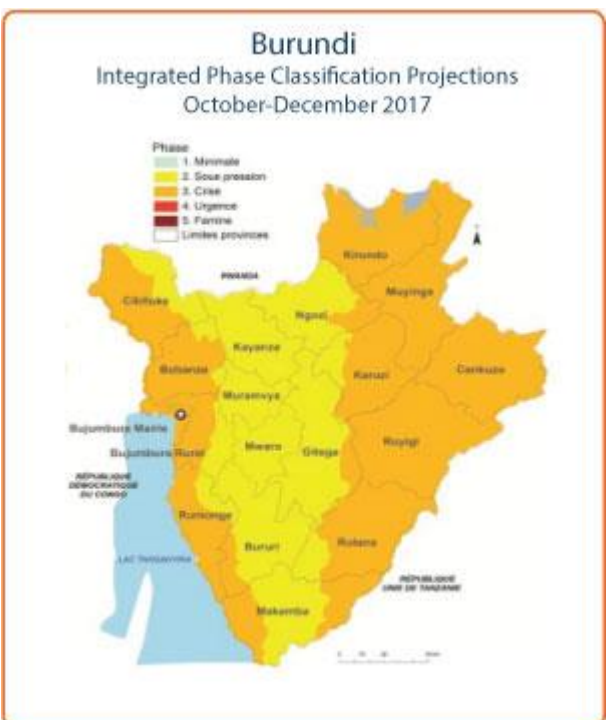 Burundi
Integrated Phase Classification Projections
October-December 2017
Phase
1. Minimale
2. Sous pression
3. Crise
4. Urgence
5. Famine
Limites provinces
RWANDA
Kirundo
Muyinga
Cibitoke
Ngozi
Kayanza
Bubanza
Karuzi
Cankuzo
Muramvya
Bujumbura Mairie
Mwaro
Gitega
Ruyigi
Bujumbura Rural
RÉPUBLIQUE
DÉMOCRATIQUE
DU CONGO
Rumonge
Bururi
Rutana
LAC TANGANYIKA
RÉPUBLIQUE
UNIE DE TANZANIE
Makamba